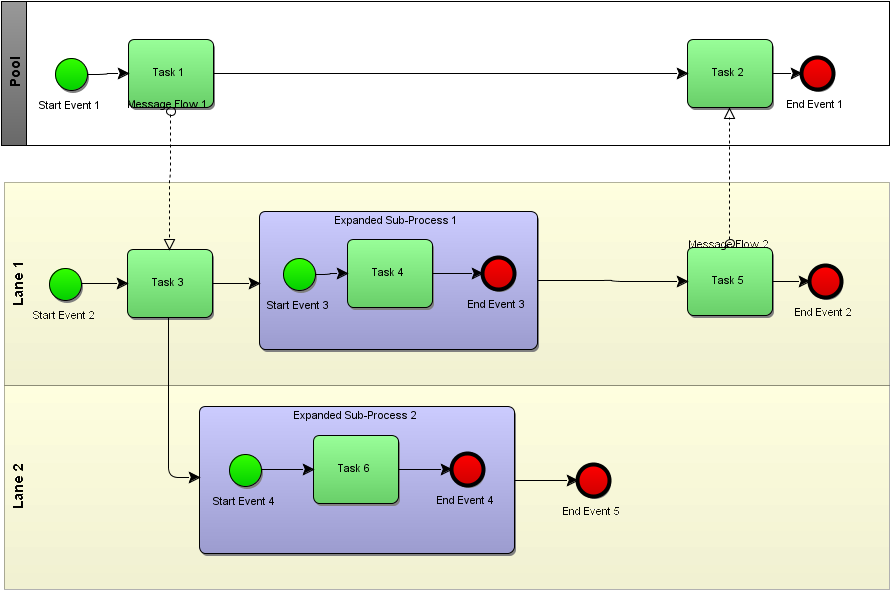 Pool
Task 1
Task 2
Start Event 1
Message Flow 1
End Event 1
Lane 1
Expanded Sub-Process 1
Message Flow 2
Task 3
Task 4
Task 5
Start Event 2
Start Event 3
End Event 3
End Event 2
Lane 2
Expanded Sub-Process 2
Task 6
Start Event 4
End Event 4
End Event 5